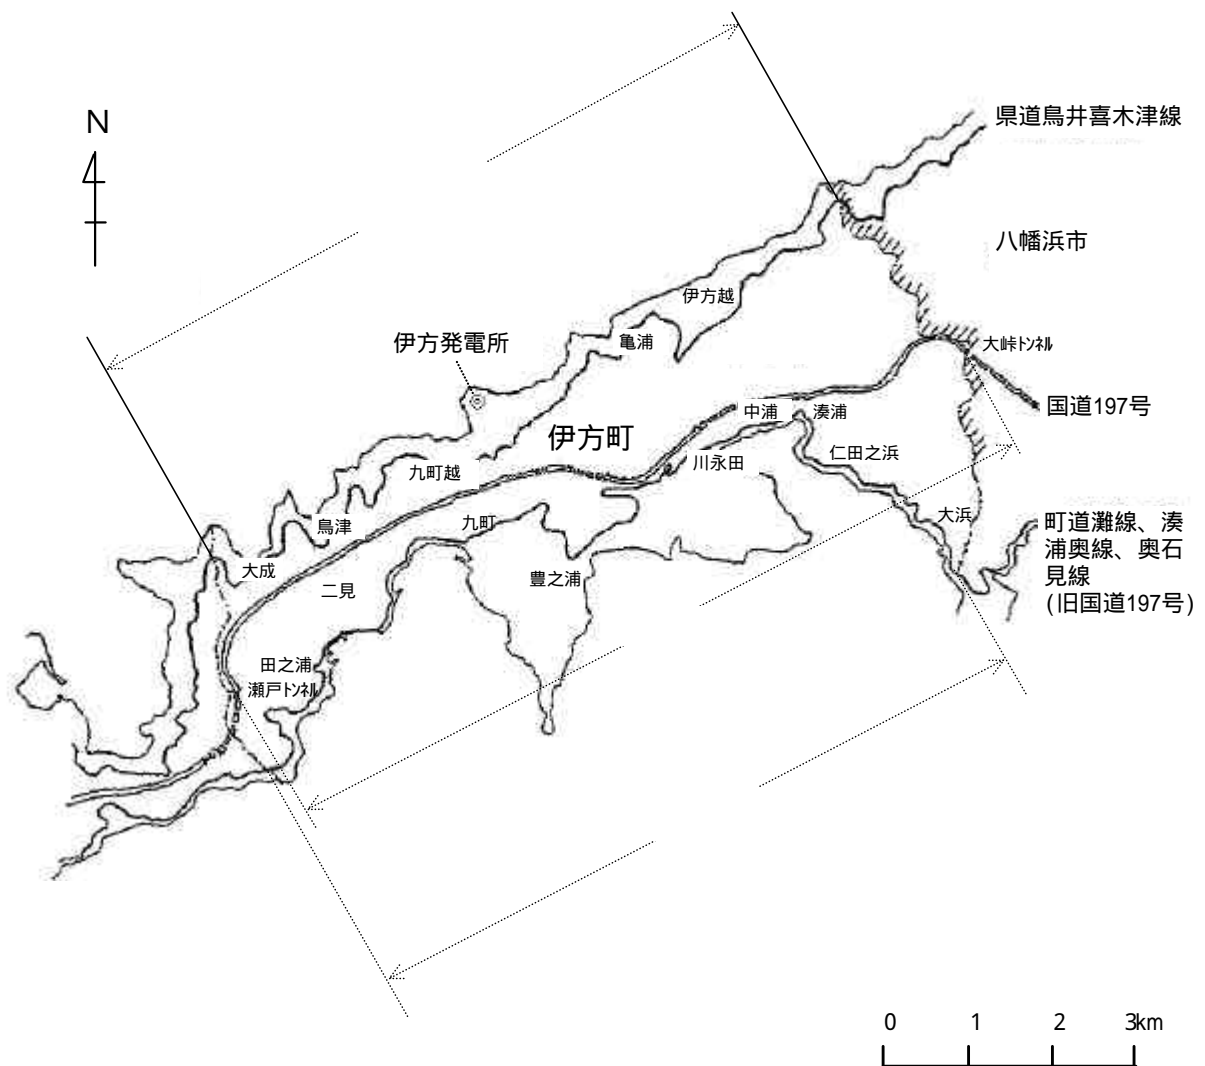 N
県道鳥井喜木津線
八幡浜市
伊方越
亀浦
伊方発電所
大峠トンネル
国道197号
中浦
湊浦
伊方町
仁田之浜
川永田
九町越
大浜
九町
鳥津
町道灘線、湊
浦奥線、奥石
見線
(旧国道197号)
大成
豊之浦
二見
田之浦
瀬戸トンネル
0 1 2 3km